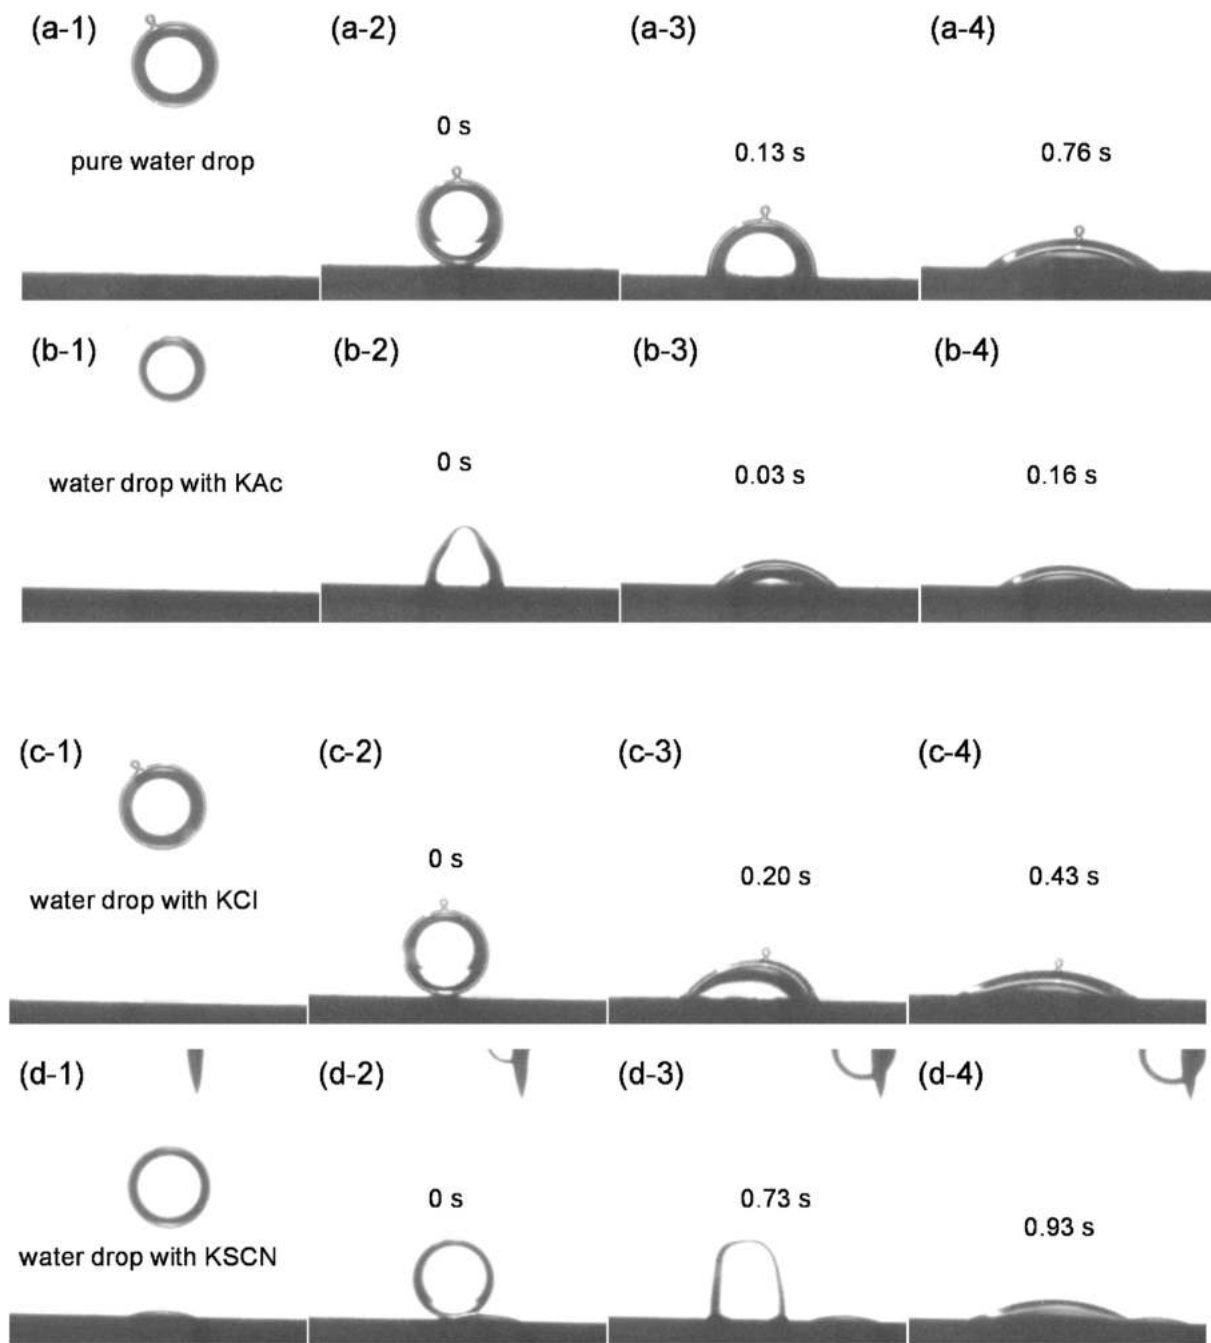 (a-1) (a-2) (a-3) (a-4)
0 s
0.13 s 0.76 s
pure water drop
(b-1) (b-2) (b-3) (b-4)
0 s
0.03 s 0.16 s
water drop with KAc
(c-1) (c-2) (c-3) (c-4)
0 s
0.20 s 0.43 s
water drop with KCl
(d-1) (d-2) (d-3) (d-4)
0 s 0.73 s
0.93 s
water drop with KSCN